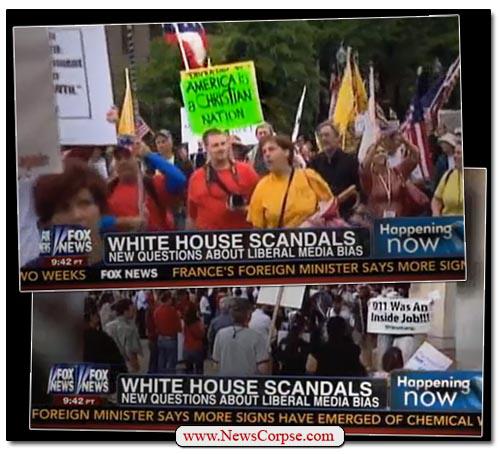 AMERICA is
a CHRISTIAN
NATION
FOX
NEWS
9:42 PT
WHITE HOUSE SCANDALS
NEW QUESTIONS ABOUT LIBERAL MEDIA BIAS
Happening
now
WO WEEKS FOX NEWS FRANCE'S FOREIGN MINISTER SAYS MORE SIGN
911 Was An
Inside Job!!!
FOX FOX
NEWS NEWS
9:42 PT
WHITE HOUSE SCANDALS
NEW QUESTIONS ABOUT LIBERAL MEDIA BIAS
Happening
now
FOREIGN MINISTER SAYS MORE SIGNS HAVE EMERGED OF CHEMICAL W
www.NewsCorpse.com